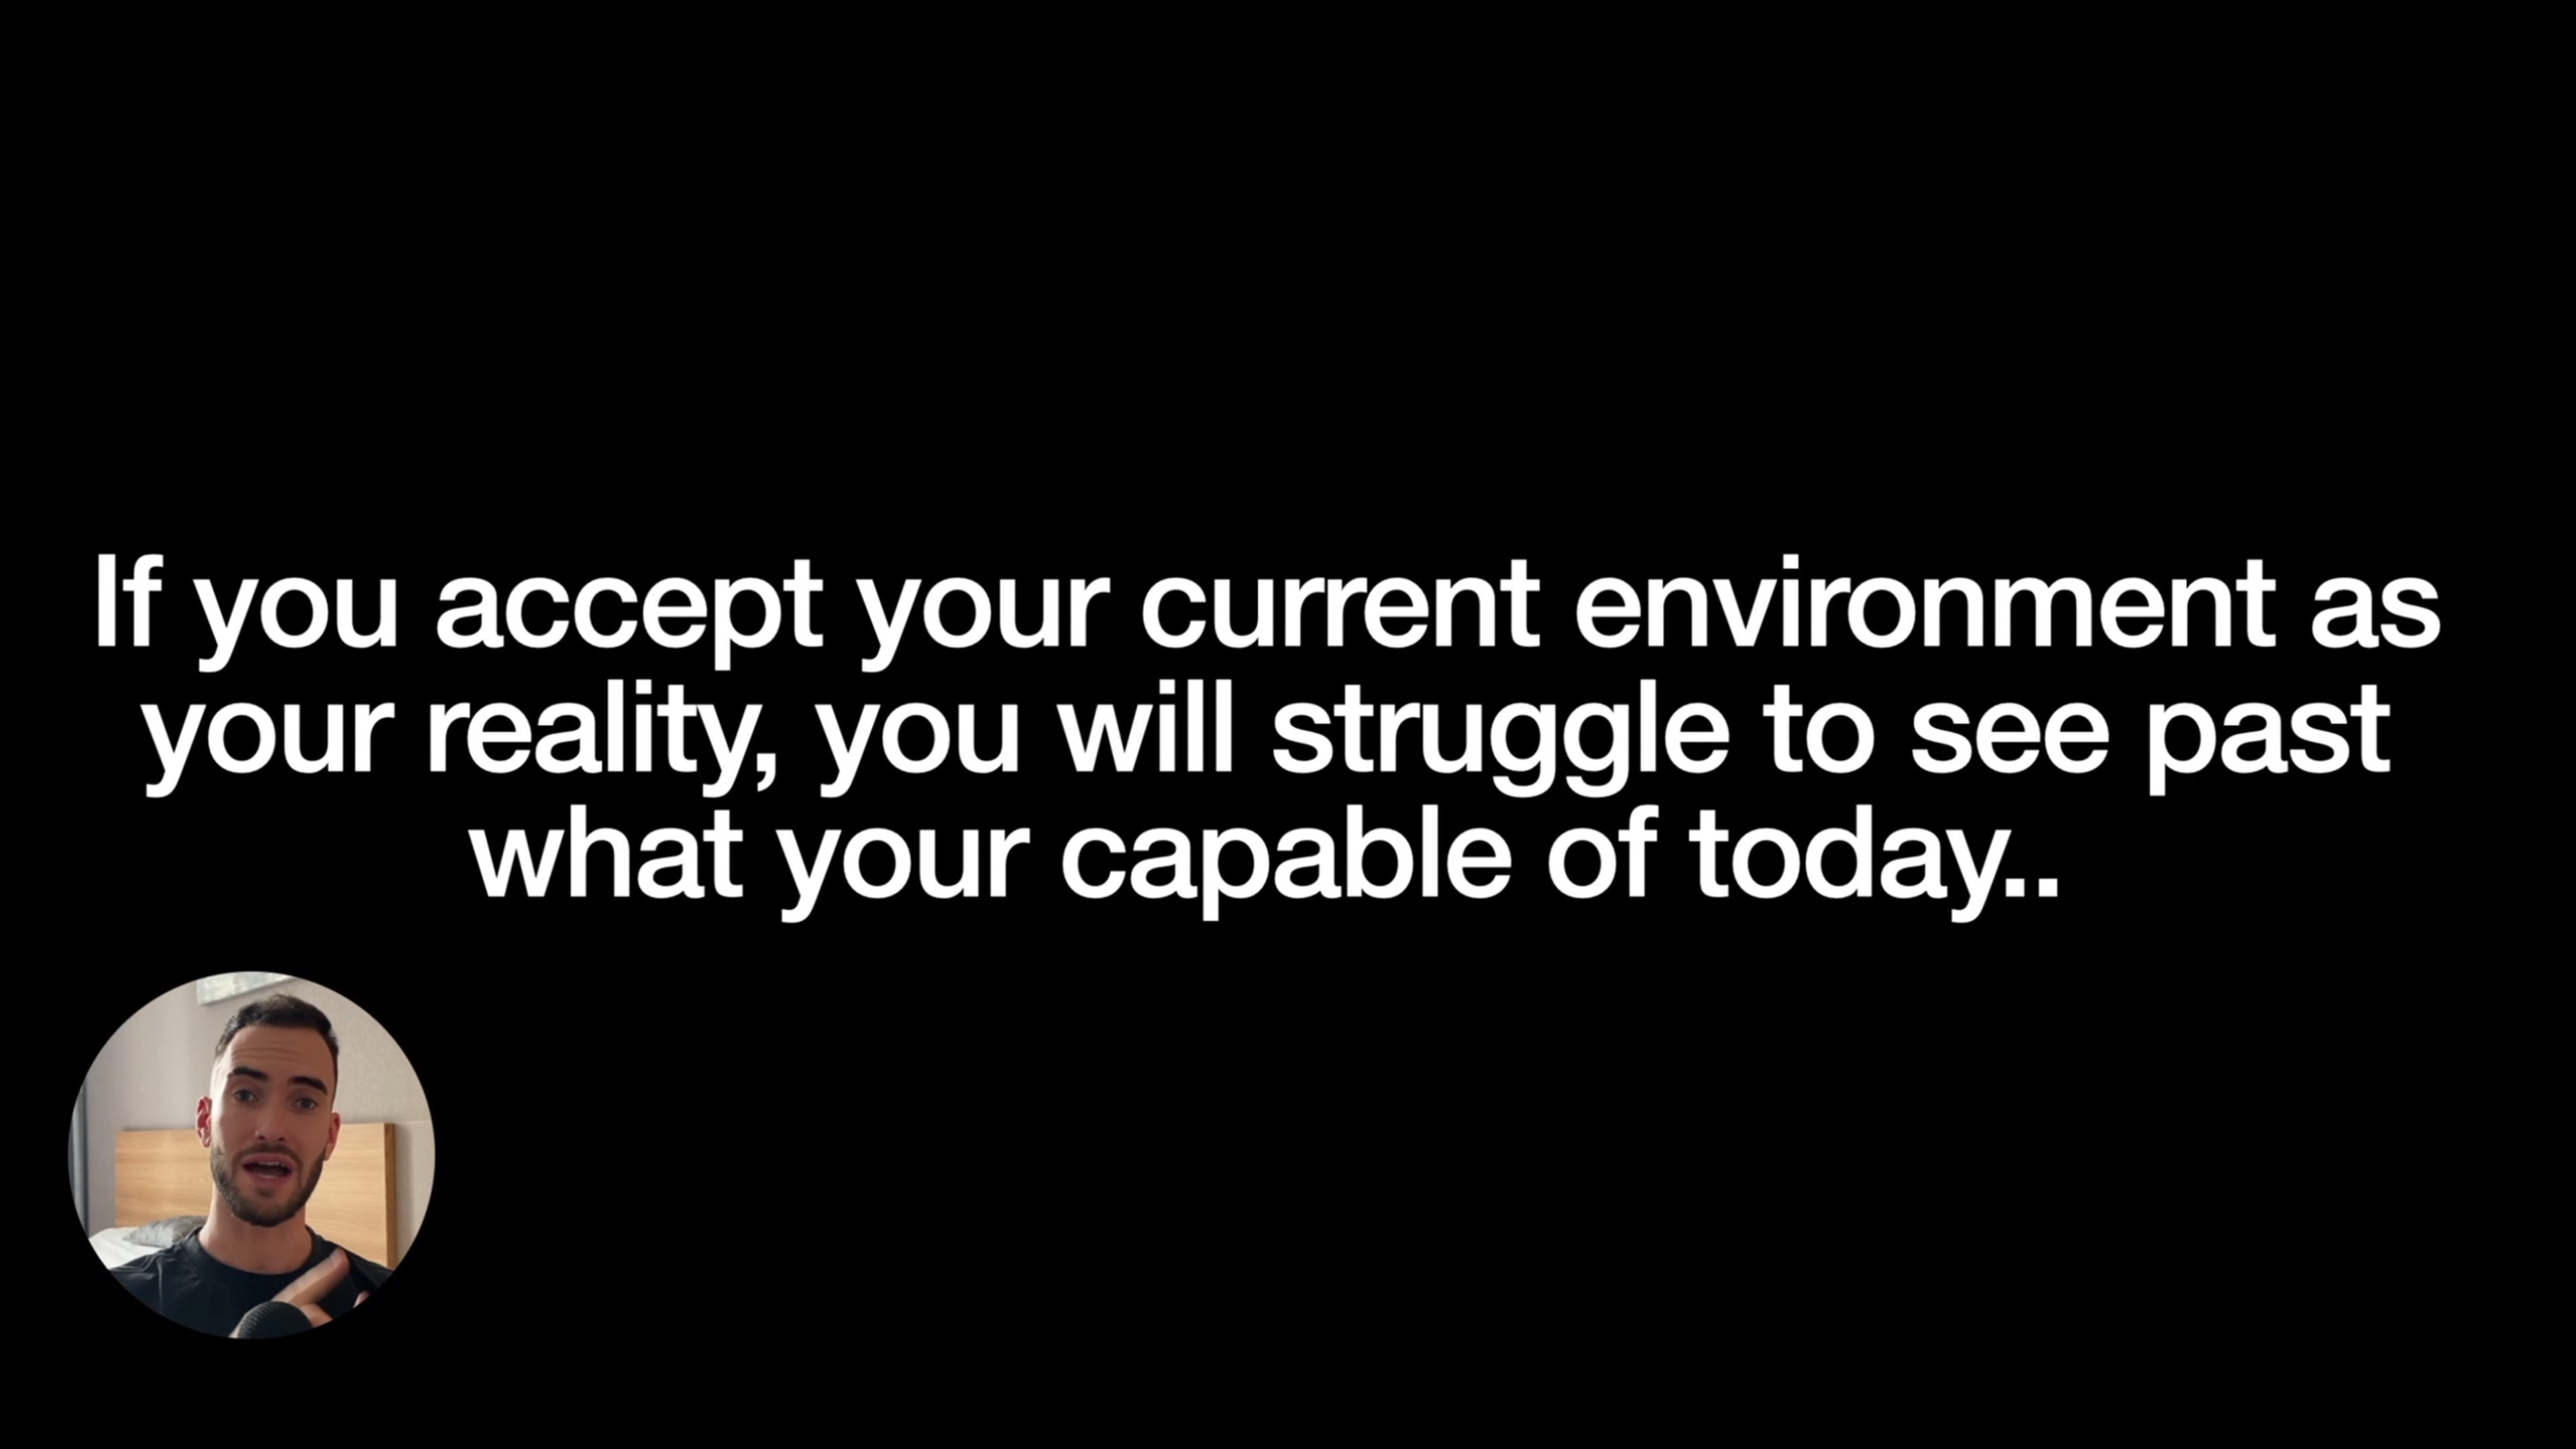 If you accept your current environment as
your reality, you will struggle to see past
what your capable of today..